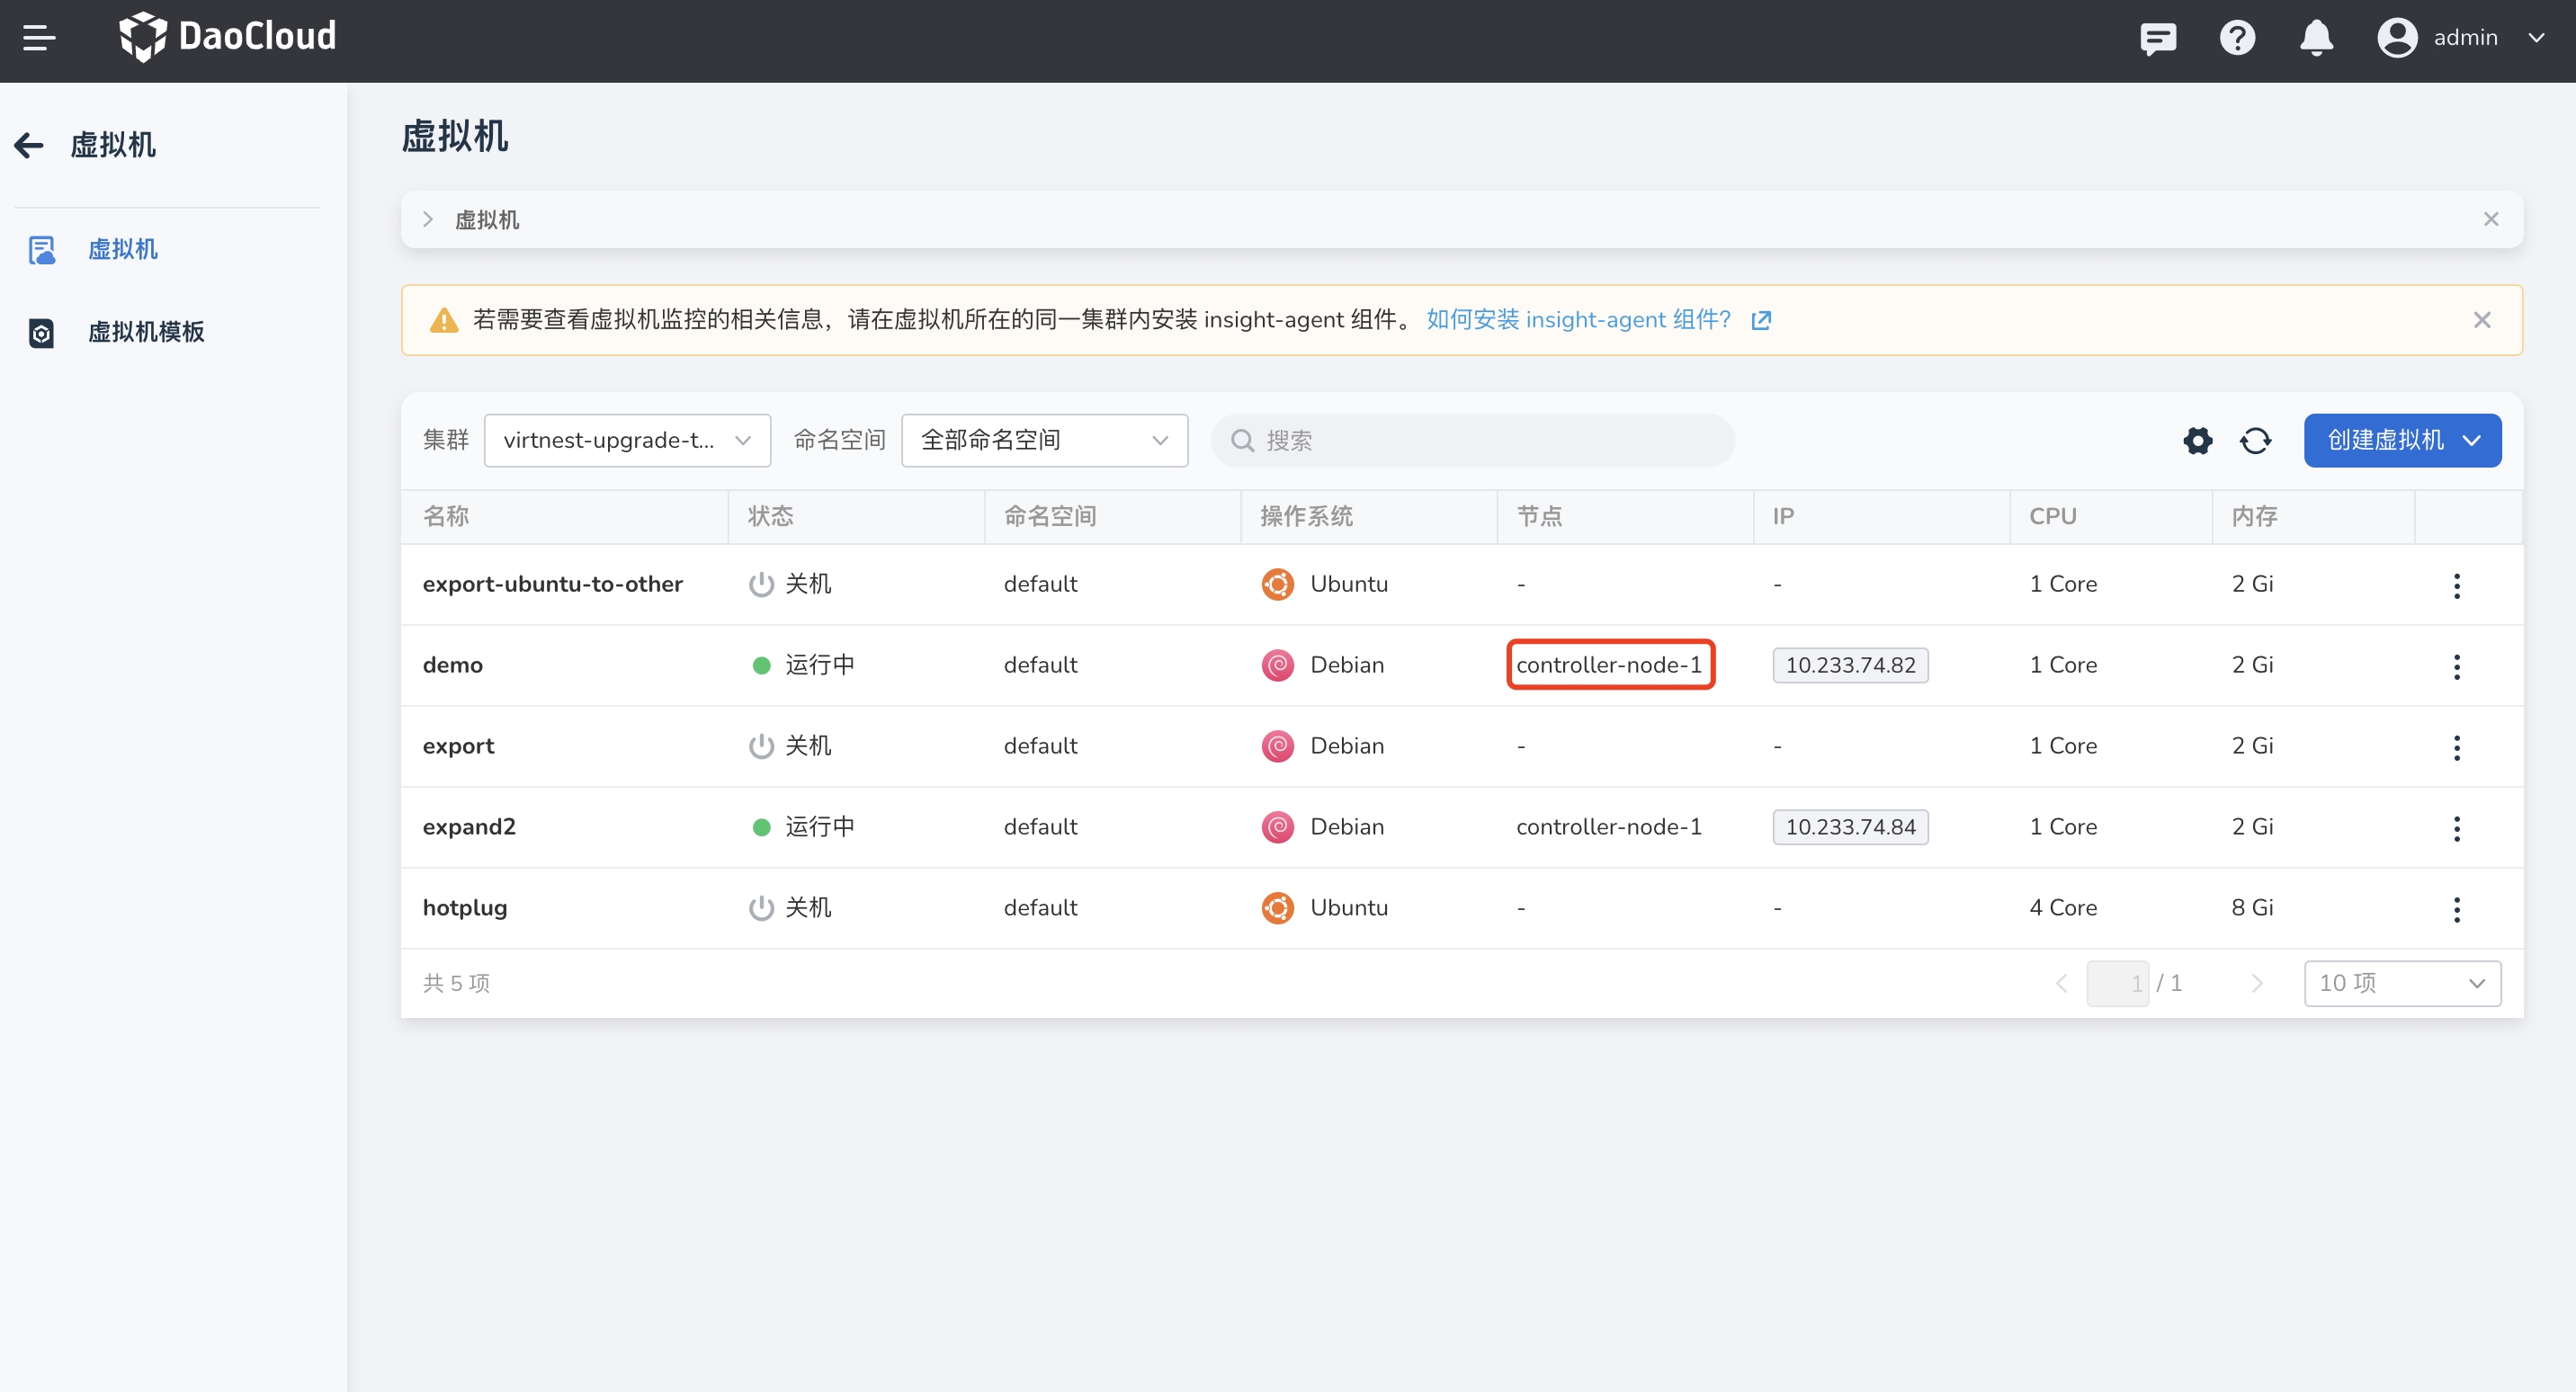 DaoCloud
admin
虚拟机
虚拟机
虚拟机模板
虚拟机
虚拟机
若需要查看虚拟机监控的相关信息，请在虚拟机所在的同一集群内安装 insight-agent 组件。 如何安装 insight-agent 组件？
集群 virtnest-upgrade-t... 命名空间 全部命名空间 搜索 创建虚拟机
名称 状态 命名空间 操作系统 节点 IP CPU 内存
export-ubuntu-to-other 关机 default Ubuntu - - 1 Core 2 Gi
demo 运行中 default Debian controller-node-1 10.233.74.82 1 Core 2 Gi
export 关机 default Debian - - 1 Core 2 Gi
expand2 运行中 default Debian controller-node-1 10.233.74.84 1 Core 2 Gi
hotplug 关机 default Ubuntu - - 4 Core 8 Gi
共 5 项 1 / 1 10 项